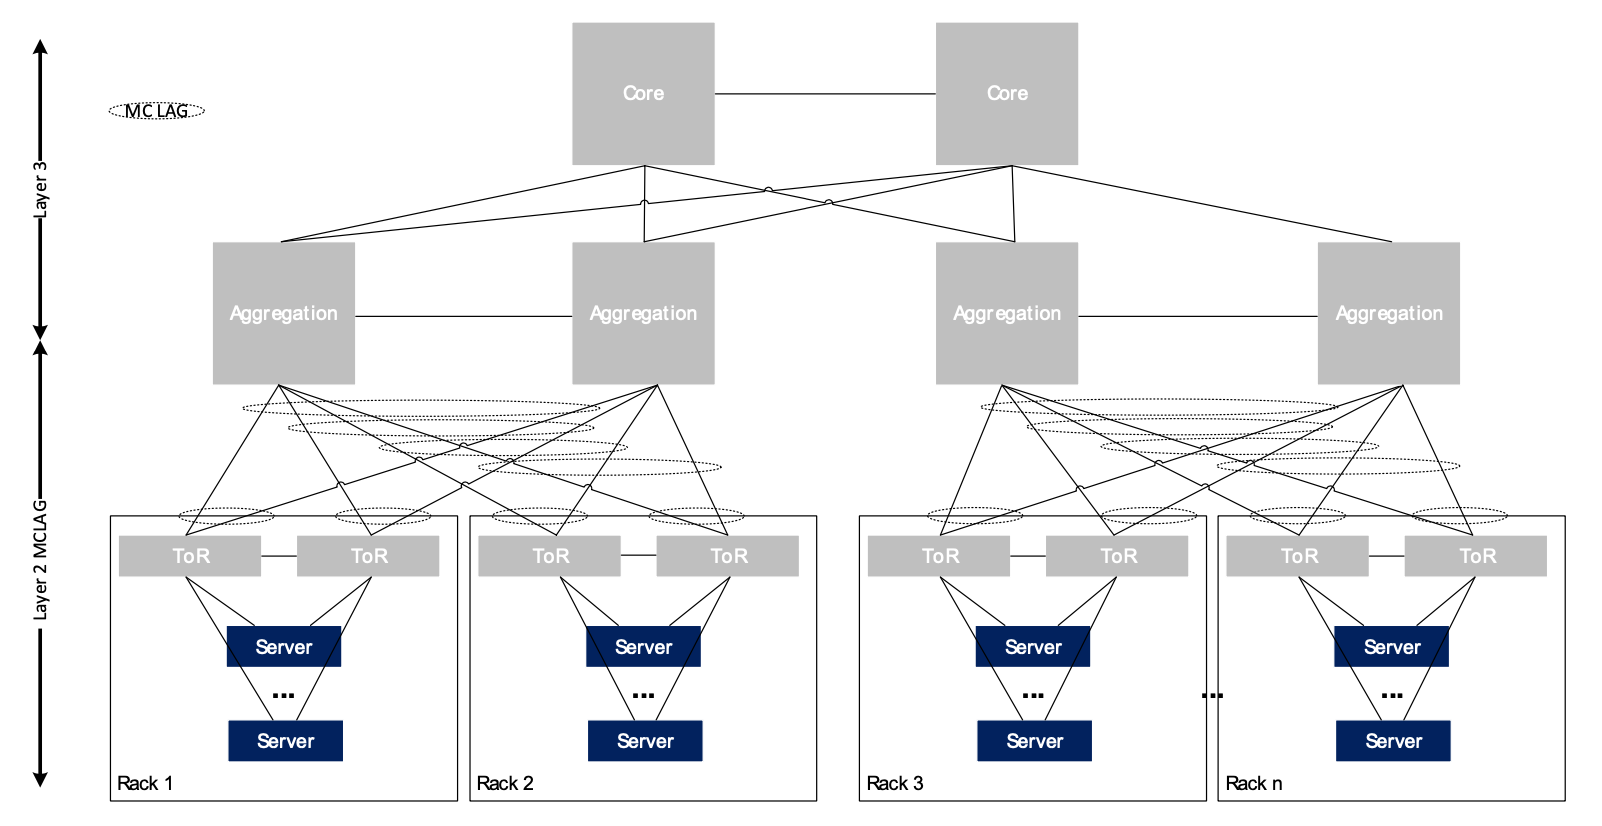 Core
Core
MC LAG
Layer 3
Aggregation
Aggregation
Aggregation
Aggregation
Layer 2 MCLAG
ToR
ToR
ToR
ToR
ToR
ToR
ToR
ToR
Server
Server
Server
Server
...
...
...
...
...
Server
Server
Server
Server
Rack 1
Rack 2
Rack 3
Rack n